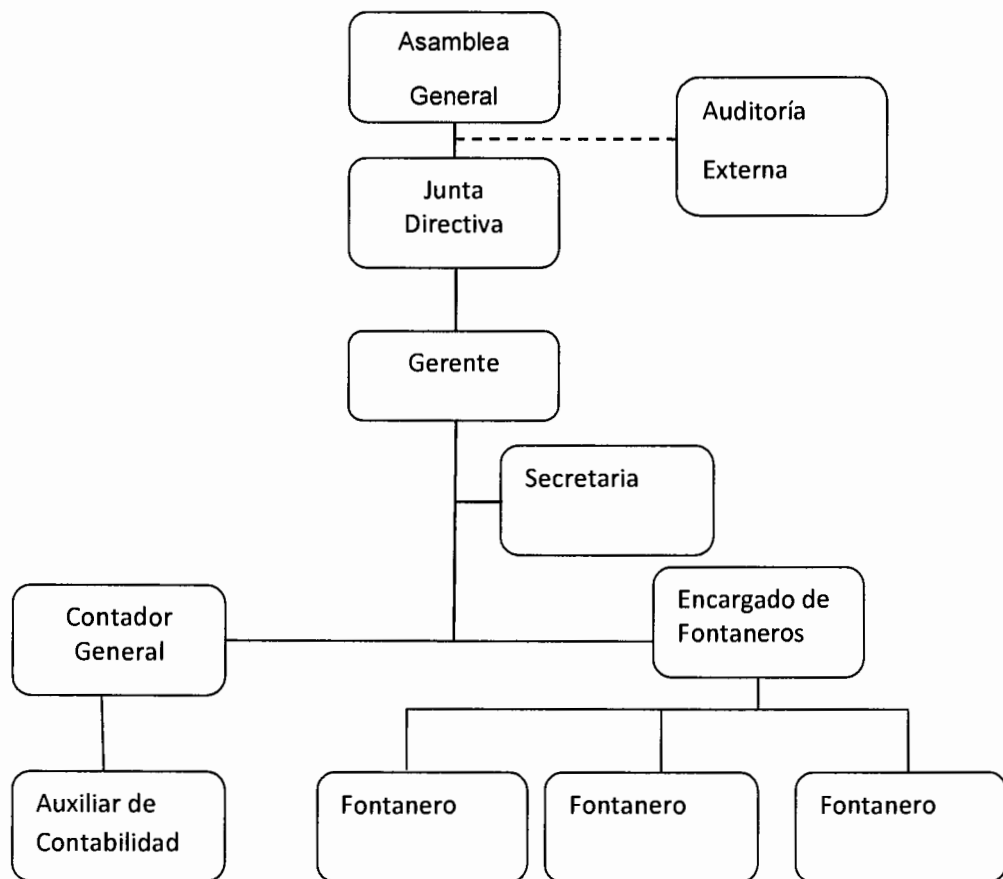 Asamblea
General
Auditoría
Externa
Junta
Directiva
Gerente
Secretaria
Contador
General
Encargado de
Fontaneros
Auxiliar de
Contabilidad
Fontanero
Fontanero
Fontanero